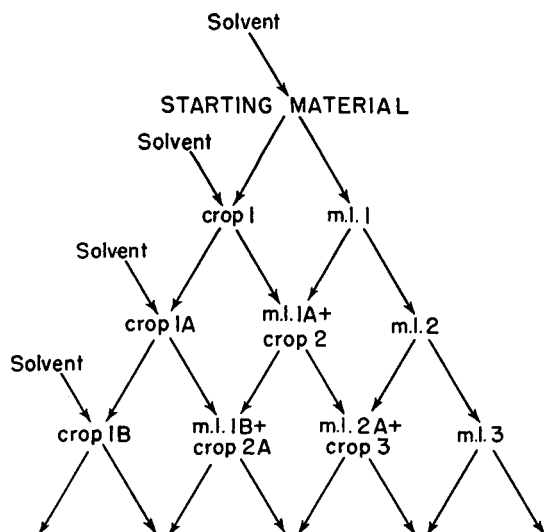 Solvent
STARTING MATERIAL
Solvent
crop 1
m.l. 1
Solvent
crop 1A
m.l. 1A+
crop 2
m.l. 2
Solvent
crop 1B
m.l. 1B+
crop 2A
m.l. 2A+
crop 3
m.l. 3